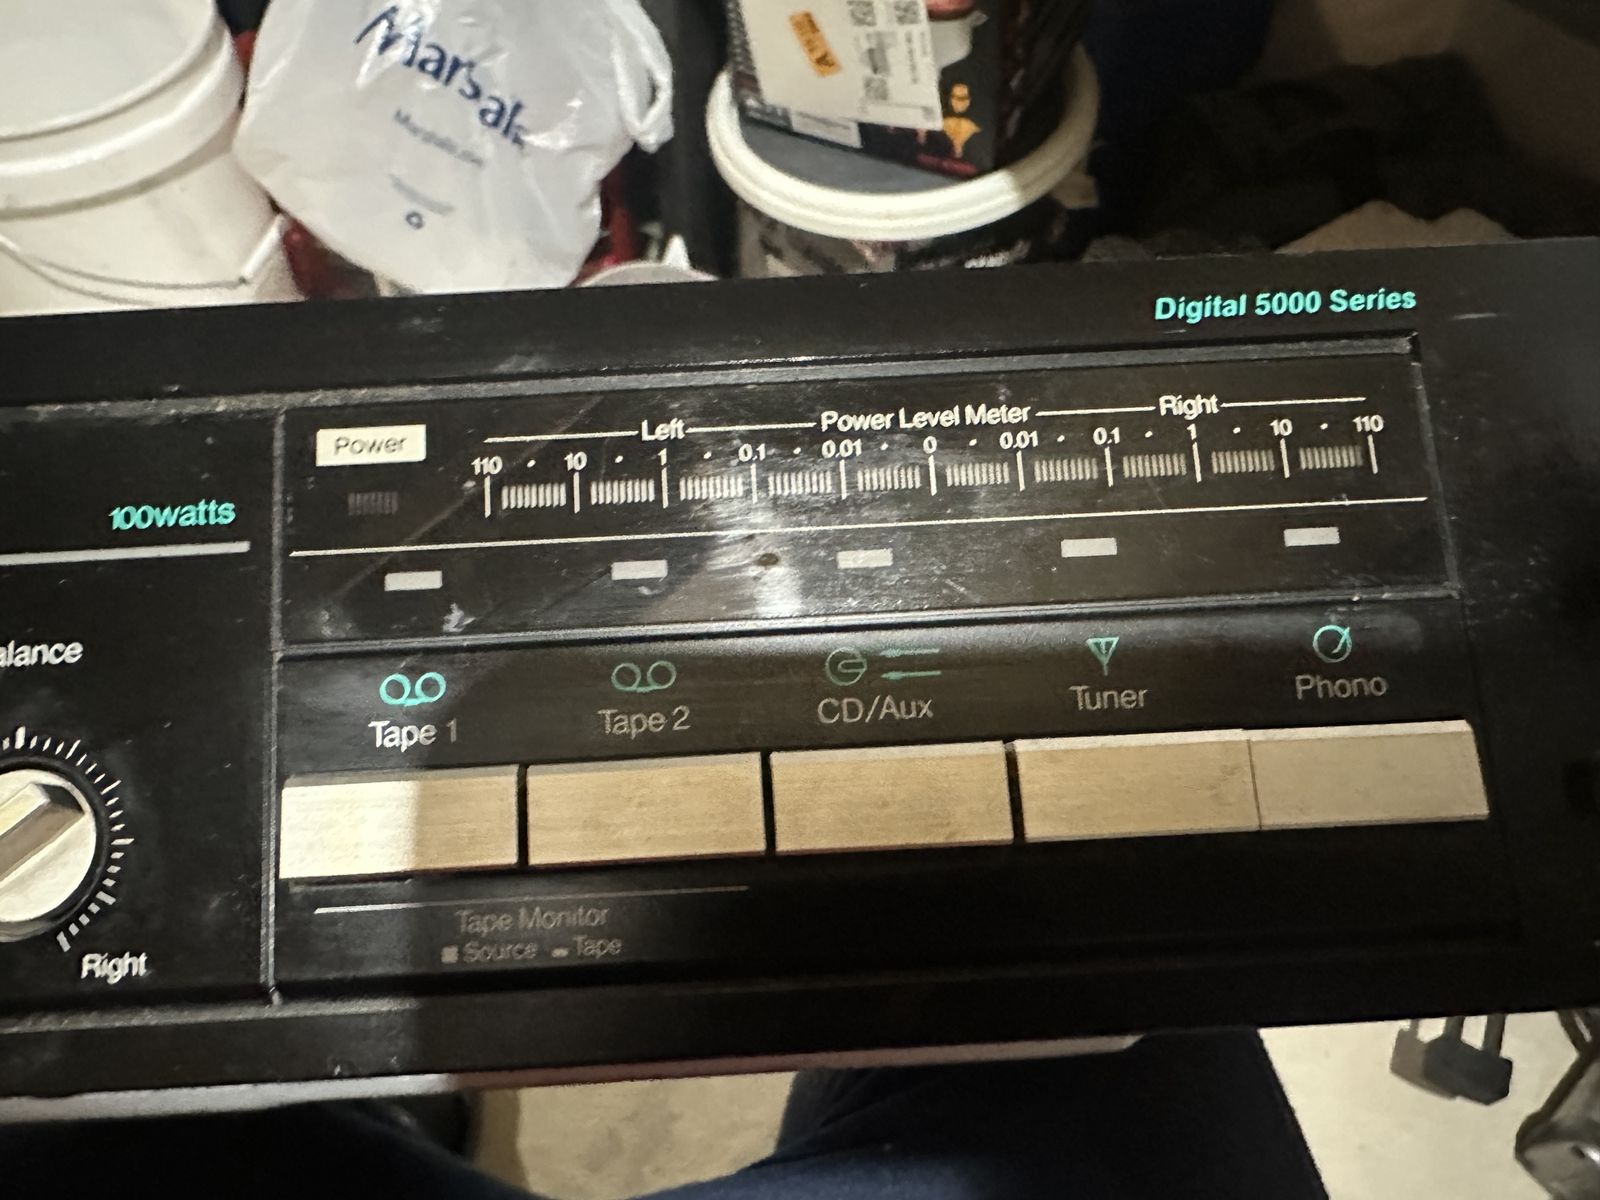 Marsala
Digital 5000 Series
Left Power Level Meter Right
Power
110 10 1 0.1 0.01 0 0.01 0.1 1 10 110
100watts
alance
Tape 1 Tape 2 CD/Aux Tuner Phono
Tape Monitor
Source Tape
Right